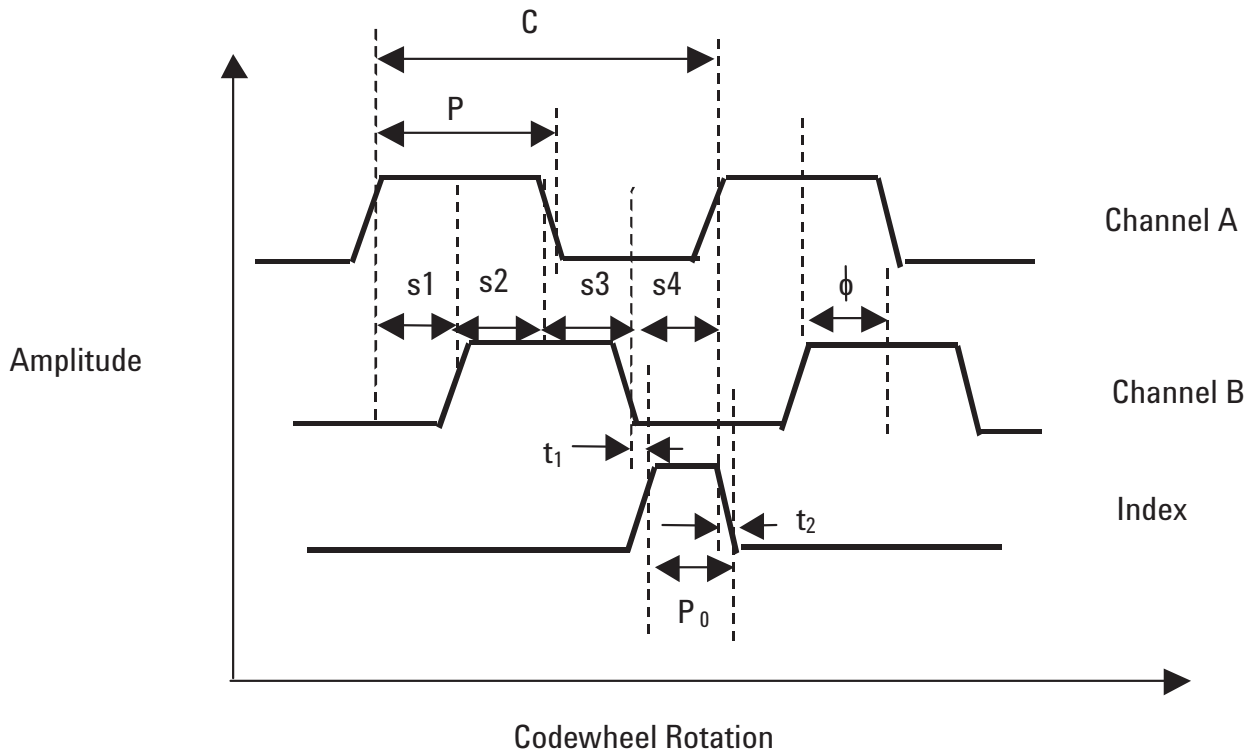 C
P
Channel A
s1 s2 s3 s4 ϕ
Amplitude
Channel B
t1
Index
t2
P0
Codewheel Rotation